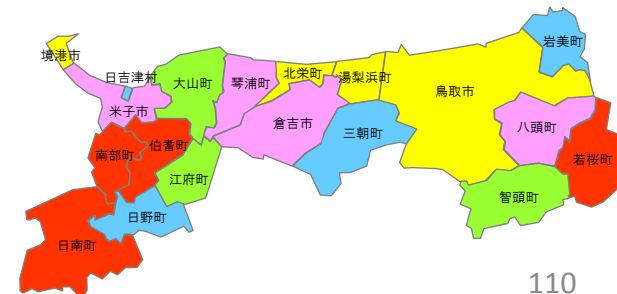 岩美町
境港市
日吉津村
大山町
琴浦町
北栄町
湯梨浜町
鳥取市
米子市
倉吉市
三朝町
八頭町
南部町
伯耆町
若桜町
江府町
智頭町
日野町
日南町
110